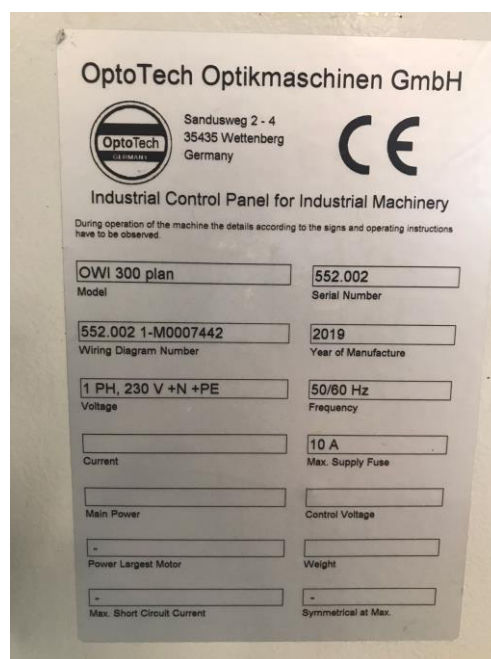 OptoTech Optikmaschinen GmbH
OptoTech
GERMANY
Sandusweg 2 - 4
35435 Wettenberg
Germany
CE
Industrial Control Panel for Industrial Machinery
During operation of the machine the details according to the signs and operating instructions
have to be observed.
OWI 300 plan
Model
552.002
Serial Number
552.002 1-M0007442
Wiring Diagram Number
2019
Year of Manufacture
1 PH, 230 V +N +PE
Voltage
50/60 Hz
Frequency
Current
10 A
Max. Supply Fuse
Main Power
Control Voltage
-
Power Largest Motor
Weight
-
Max. Short Circuit Current
-
Symmetrical at Max.